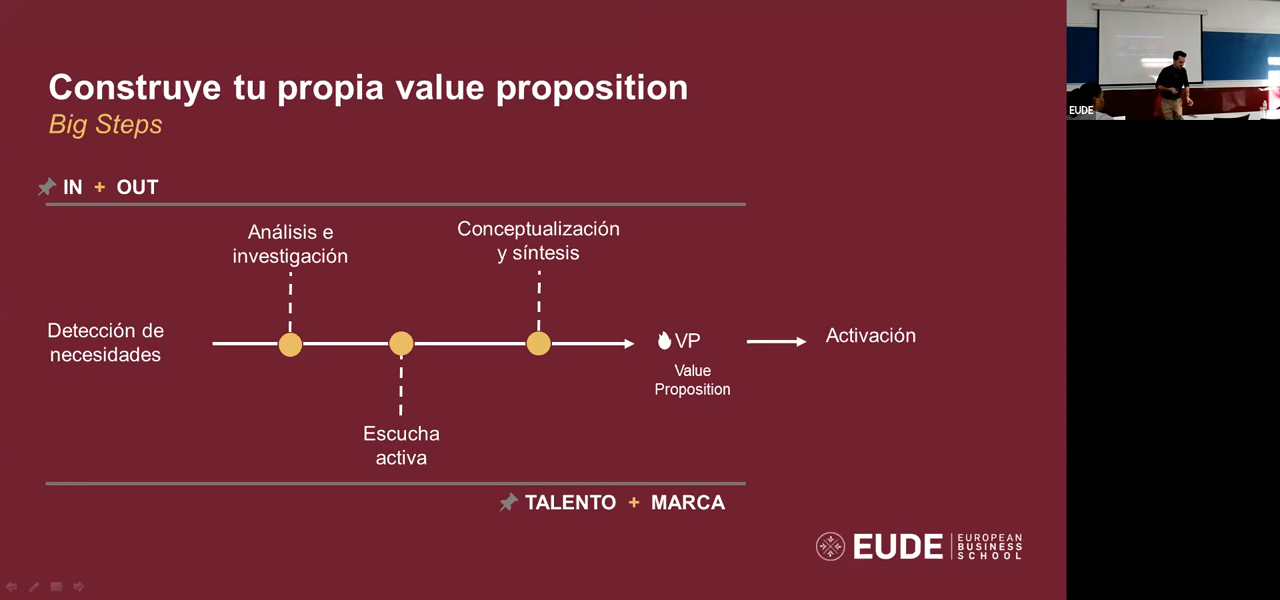 Construye tu propia value proposition
Big Steps
IN + OUT
Análisis e
investigación
Conceptualización
y síntesis
Detección de
necesidades
VP
Value
Proposition
Activación
Escucha
activa
TALENTO + MARCA
EUDE
EUROPEAN
BUSINESS
SCHOOL
EUDE